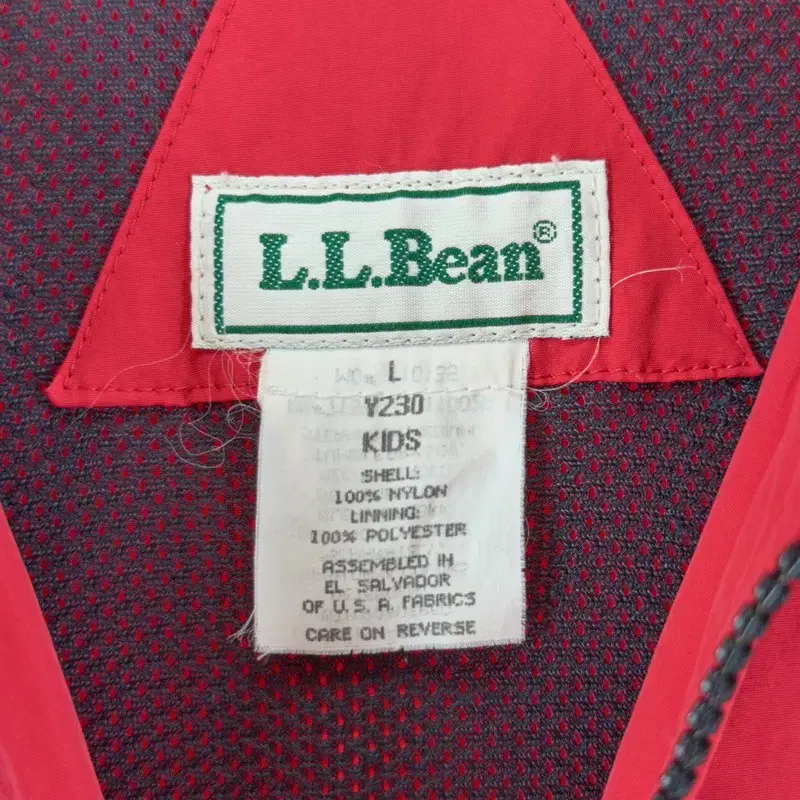 L.L.Bean®
L
Y230
KIDS
SHELL:
100% NYLON
LINNING:
100% POLYESTER
ASSEMBLED IN
EL SALVADOR
OF U.S.A. FABRICS
CARE ON REVERSE